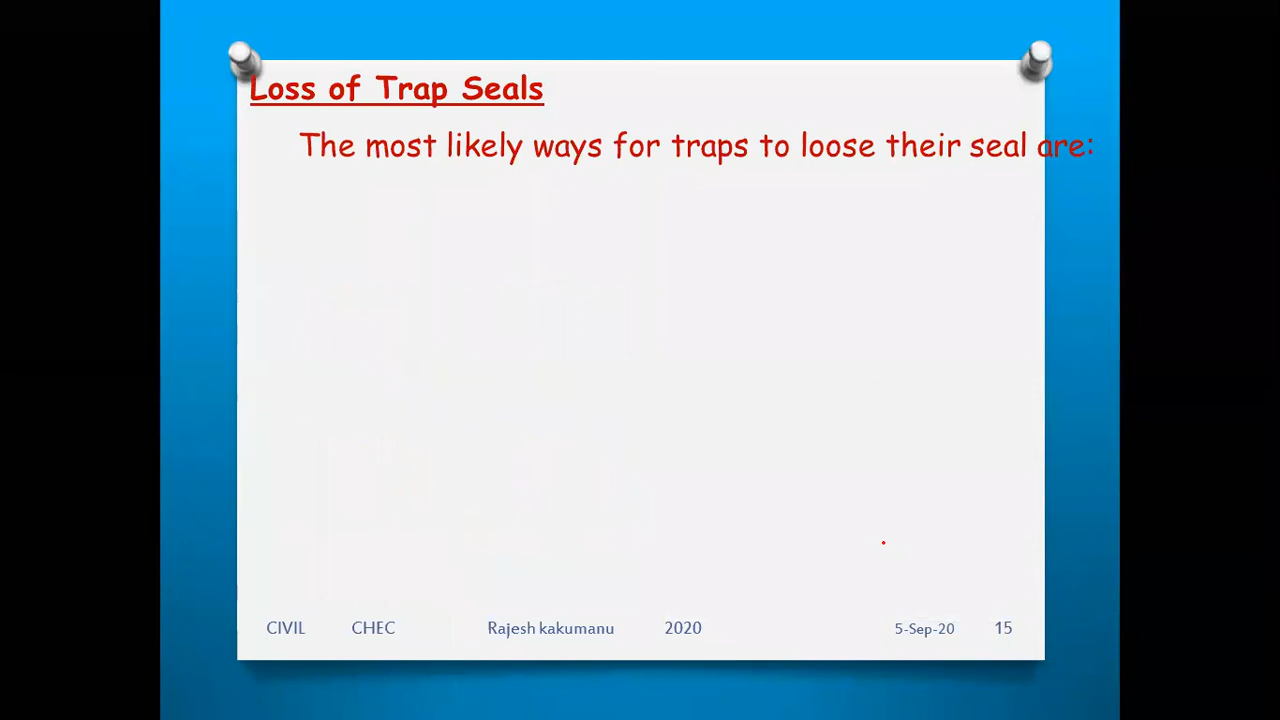 Loss of Trap Seals
The most likely ways for traps to loose their seal are:
CIVIL CHEC Rajesh kakumanu 2020 5-Sep-20 15